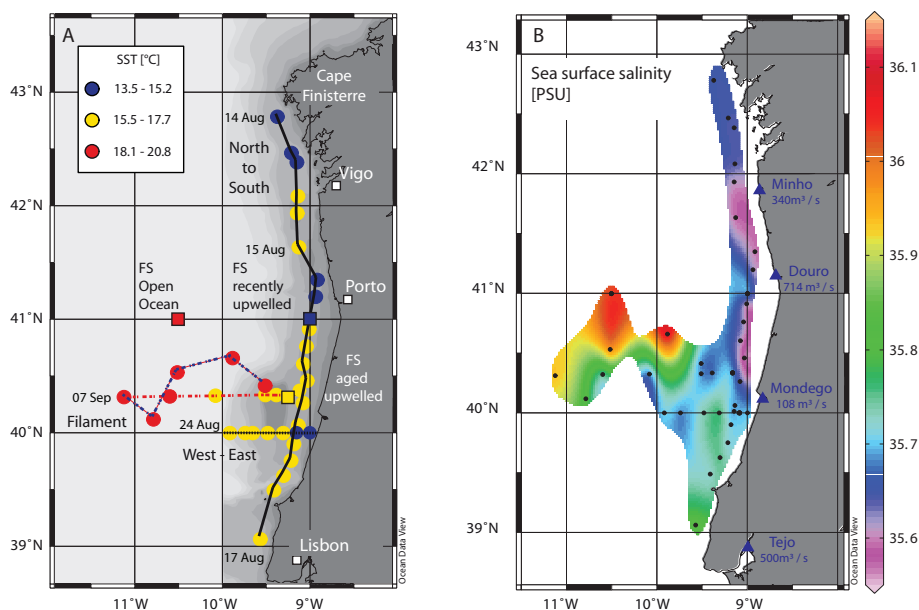 A
SST [°C]
13.5 - 15.2
15.5 - 17.7
18.1 - 20.8
Cape
Finisterre
14 Aug
North
to
South
Vigo
15 Aug
FS
Open
Ocean
FS
recently
upwelled
Porto
FS
aged
upwelled
07 Sep
Filament
24 Aug
West - East
17 Aug
Lisbon
43°N
42°N
41°N
40°N
39°N
11°W
10°W
9°W
Ocean Data View
B
Sea surface salinity
[PSU]
Minho
340m³ / s
Douro
714 m³ / s
Mondego
108 m³ / s
Tejo
500m³ / s
43°N
42°N
41°N
40°N
39°N
11°W
10°W
9°W
Ocean Data View
36.1
36
35.9
35.8
35.7
35.6